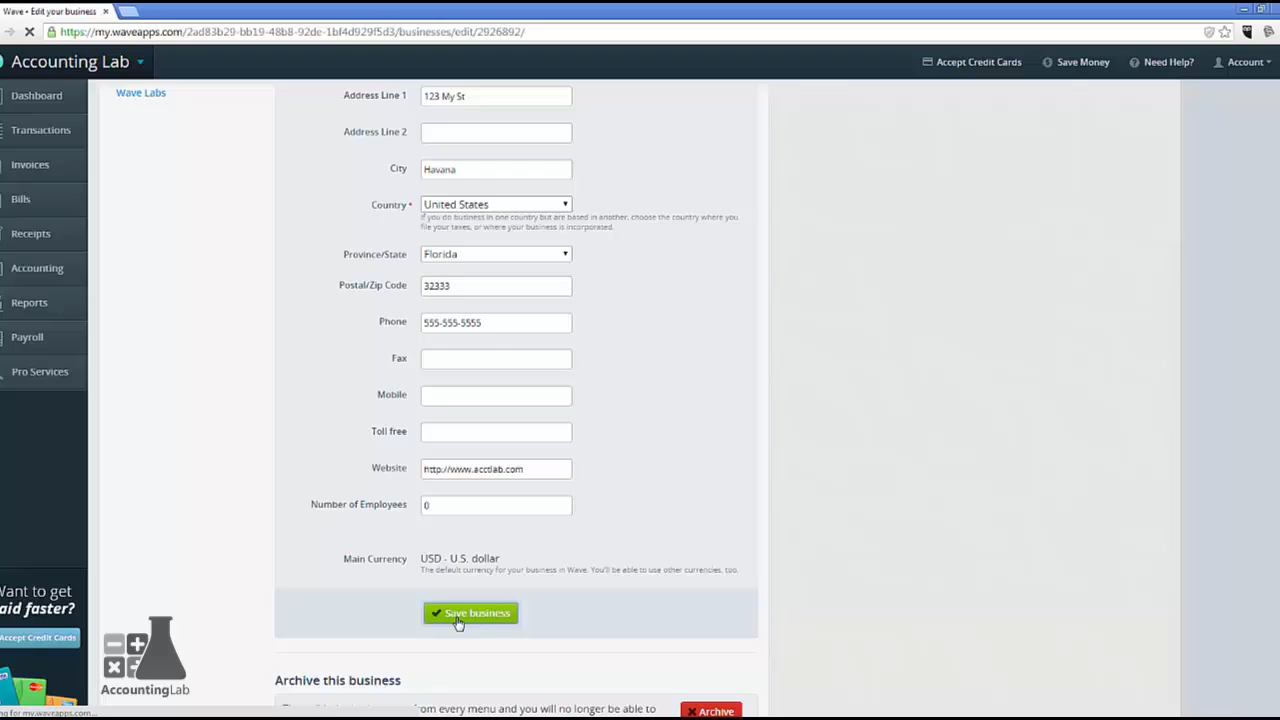 Wave • Edit your business
https://my.waveapps.com/2ad83b29-bb19-48b8-92de-1bf4d929f5d3/businesses/edit/2926892/
Accounting Lab
Accept Credit Cards
Save Money
Need Help?
Account
Dashboard
Transactions
Invoices
Bills
Receipts
Accounting
Reports
Payroll
Pro Services
Want to get
aid faster?
Accept Credit Cards
Wave Labs
Address Line 1 123 My St
Address Line 2
City Havana
Country * United States
If you do business in one country but are based in another, choose the country where you
file your taxes, or where your business is incorporated.
Province/State Florida
Postal/Zip Code 32333
Phone 555-555-5555
Fax
Mobile
Toll free
Website http://www.acctlab.com
Number of Employees 0
Main Currency USD - U.S. dollar
The default currency for your business in Wave. You'll be able to use other currencies, too.
Save business
Archive this business
from every menu and you will no longer be able to
Archive
AccountingLab
ng for my.waveapps.com...